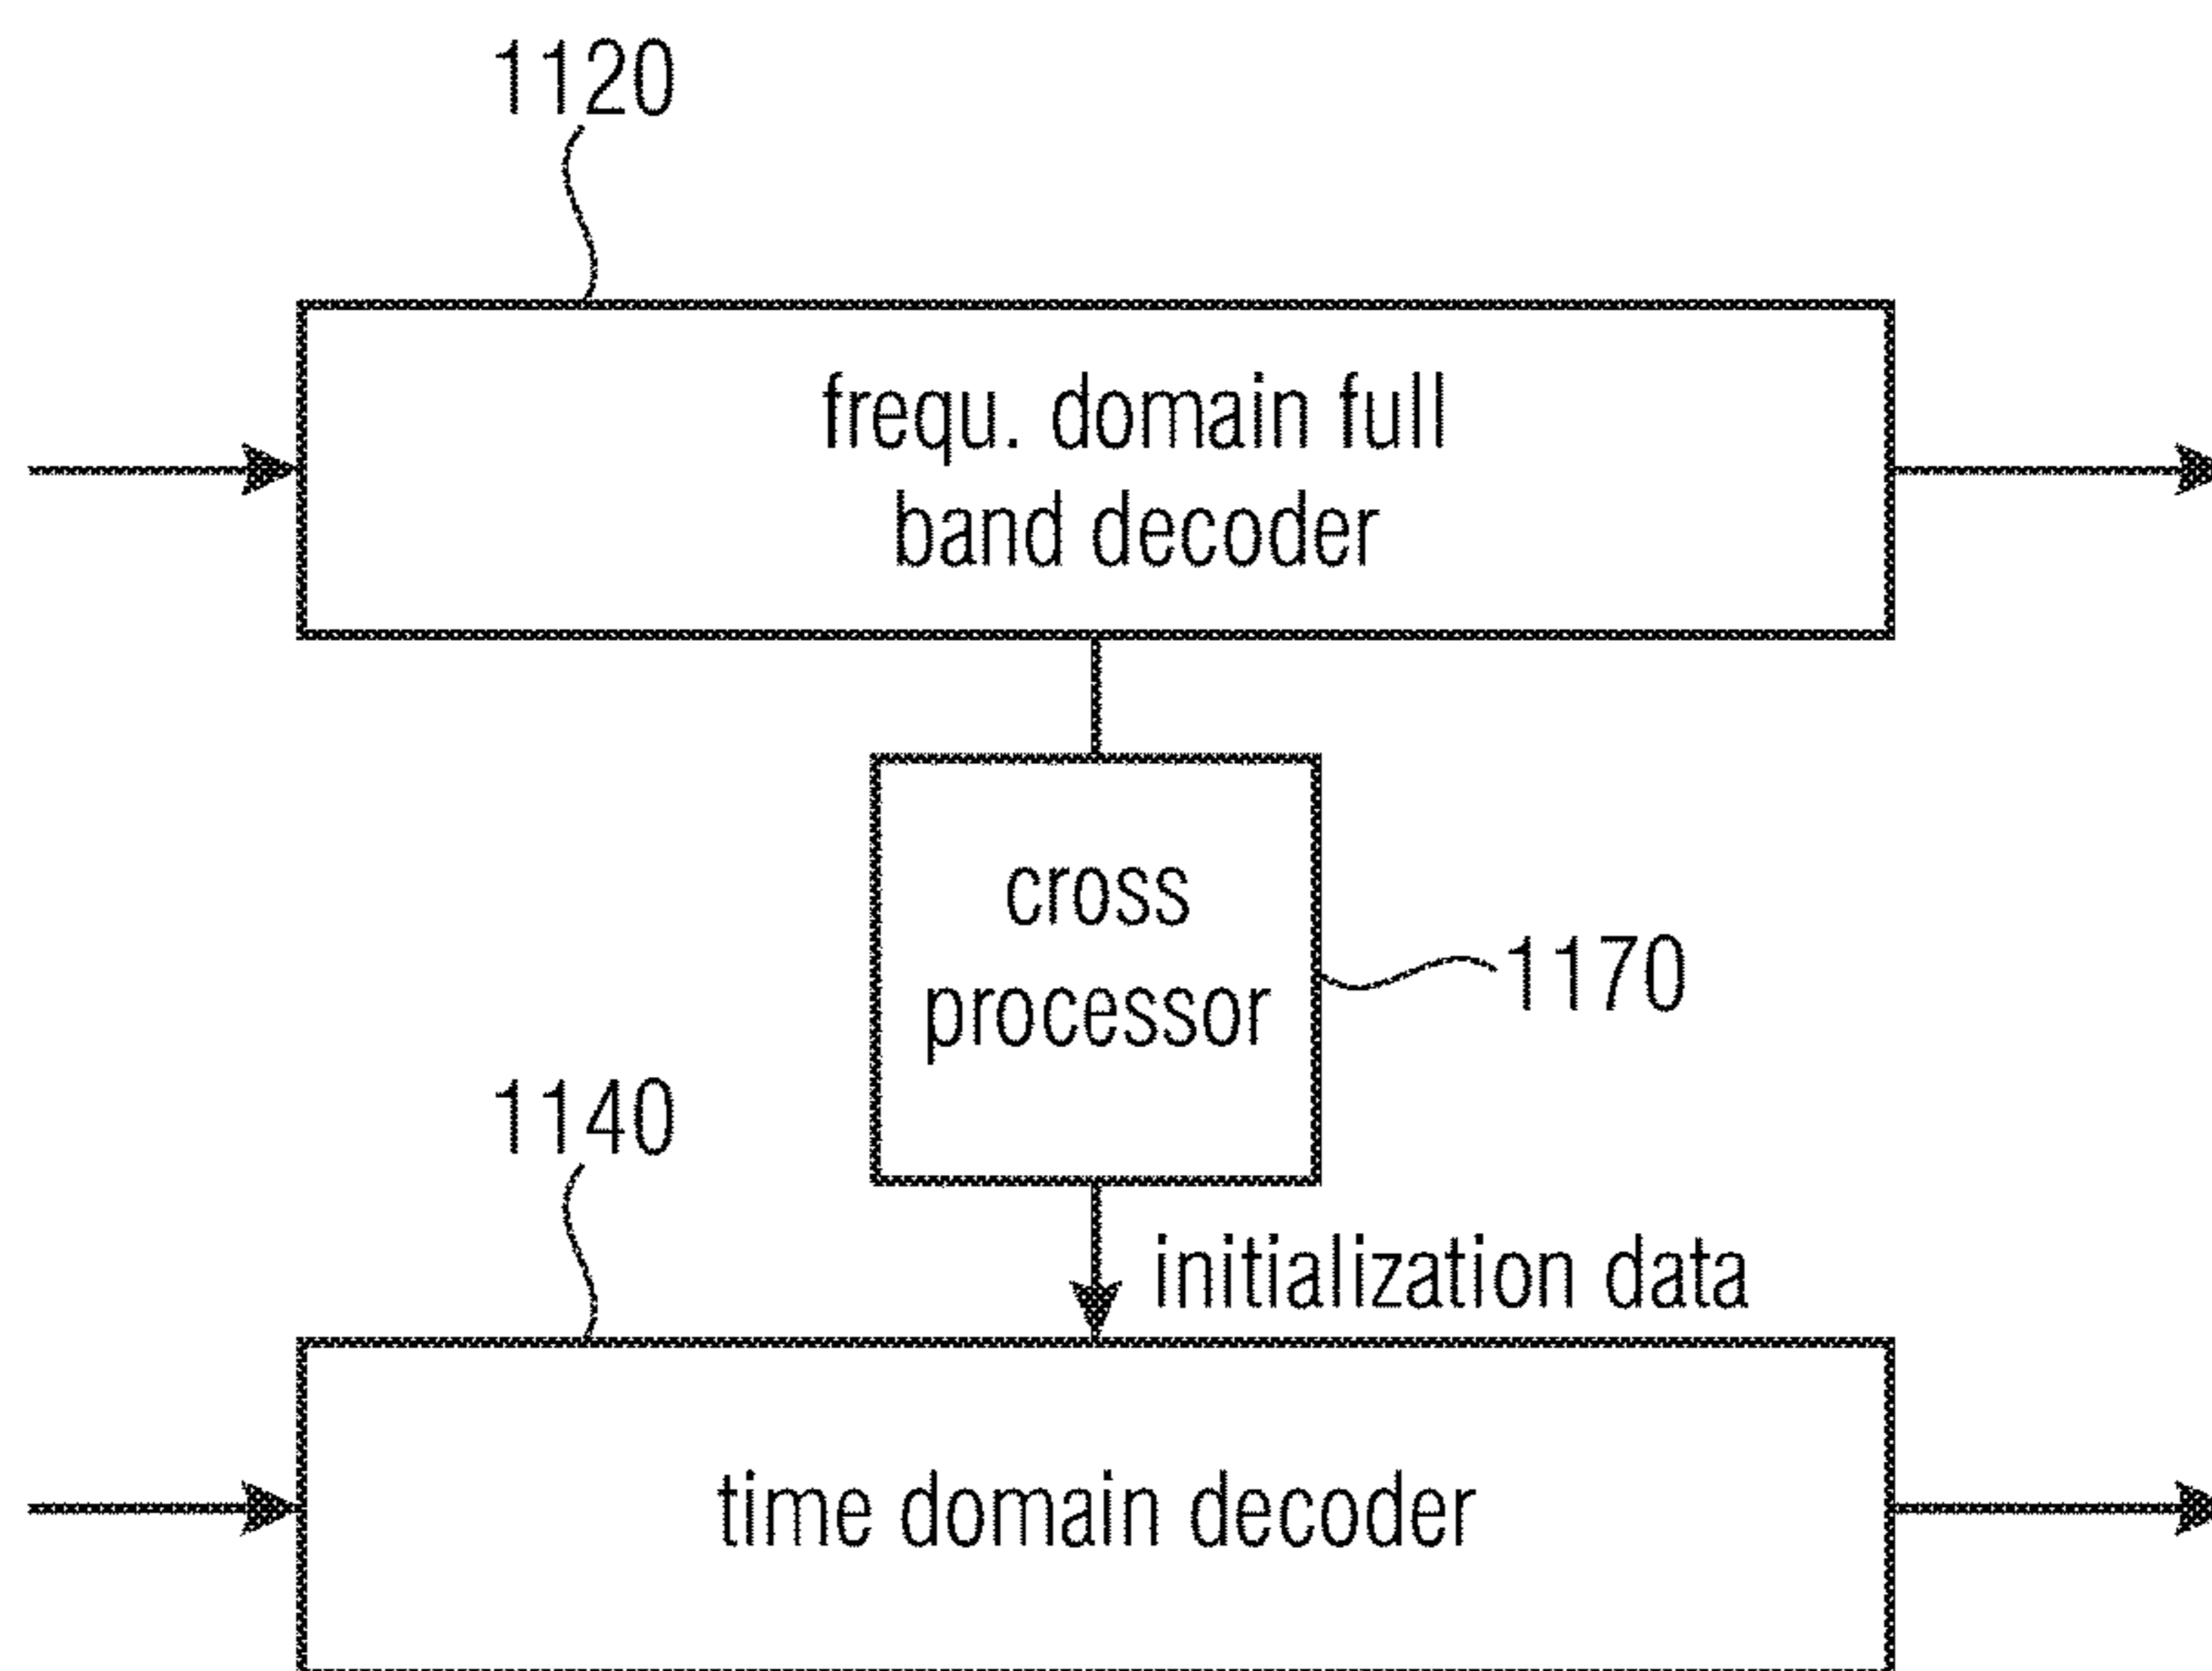 1120
frequ. domain full
band decoder
cross
processor
1170
1140
initialization data
time domain decoder